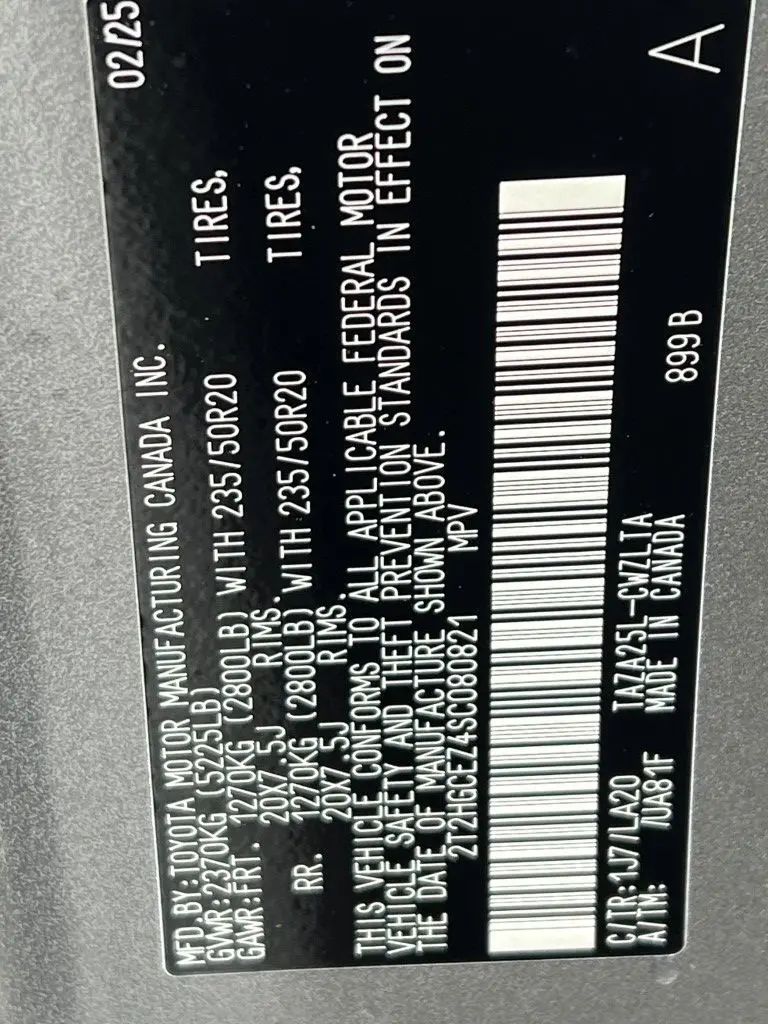 MFD.BY:TOYOTA MOTOR MANUFACTURING CANADA INC. 02/25
GVWR:2370KG (5225LB)
GAWR:FRT. 1270KG (2800LB) WITH 235/50R20 TIRES,
20X7.5J RIMS.
RR. 1270KG (2800LB) WITH 235/50R20 TIRES,
20X7.5J RIMS.
THIS VEHICLE CONFORMS TO ALL APPLICABLE FEDERAL MOTOR
VEHICLE SAFETY AND THEFT PREVENTION STANDARDS IN EFFECT ON
THE DATE OF MANUFACTURE SHOWN ABOVE.
2T2HGCEZ4SC080821 MPV
C/TR:1J7/LA20 TAZA25L-CWZLTA 899B A
A/TM: /UA81F MADE IN CANADA